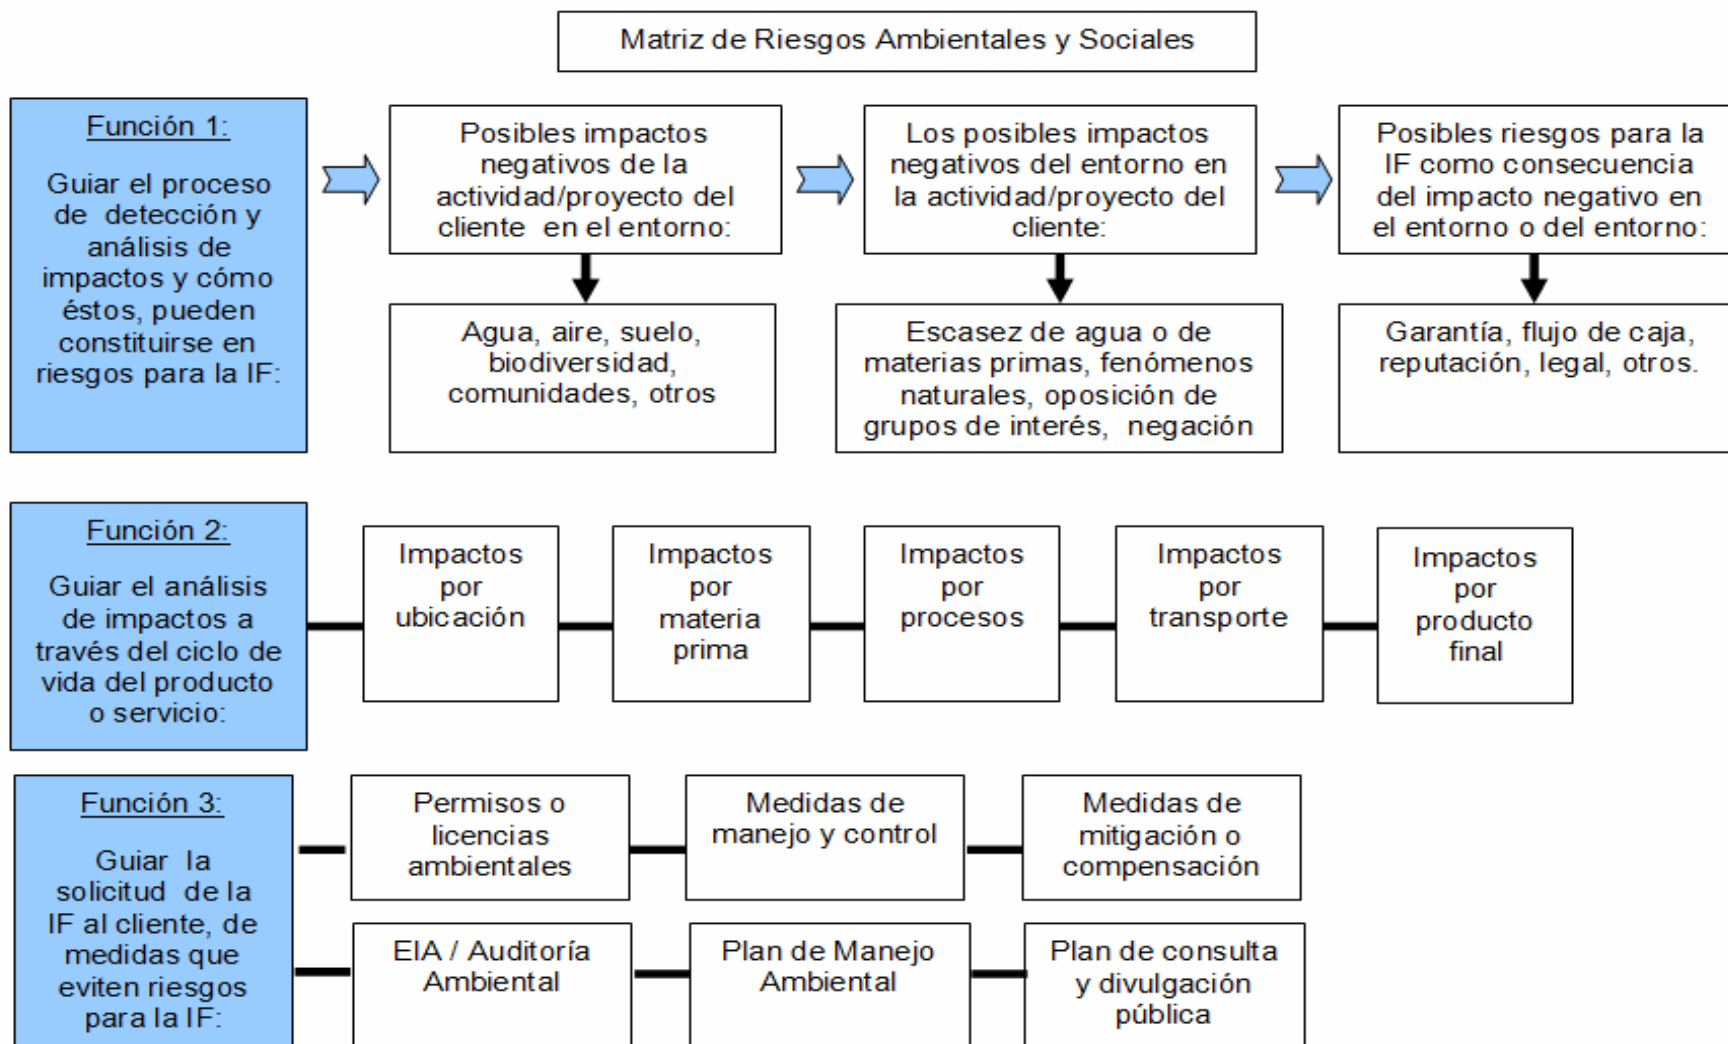 Matriz de Riesgos Ambientales y Sociales
Función 1:
Guiar el proceso
de detección y
análisis de
impactos y cómo
éstos, pueden
constituirse en
riesgos para la IF:
Posibles impactos
negativos de la
actividad/proyecto del
cliente en el entorno:
Los posibles impactos
negativos del entorno en
la actividad/proyecto del
cliente:
Posibles riesgos para la
IF como consecuencia
del impacto negativo en
el entorno o del entorno:
Agua, aire, suelo,
biodiversidad,
comunidades, otros
Escasez de agua o de
materias primas, fenómenos
naturales, oposición de
grupos de interés, negación
Garantía, flujo de caja,
reputación, legal, otros.
Función 2:
Guiar el análisis
de impactos a
través del ciclo de
vida del producto
o servicio:
Impactos
por
ubicación
Impactos
por
materia
prima
Impactos
por
procesos
Impactos
por
transporte
Impactos
por
producto
final
Función 3:
Guiar la
solicitud de la
IF al cliente, de
medidas que
eviten riesgos
para la IF:
Permisos o
licencias
ambientales
Medidas de
manejo y control
Medidas de
mitigación o
compensación
EIA / Auditoría
Ambiental
Plan de Manejo
Ambiental
Plan de consulta
y divulgación
pública